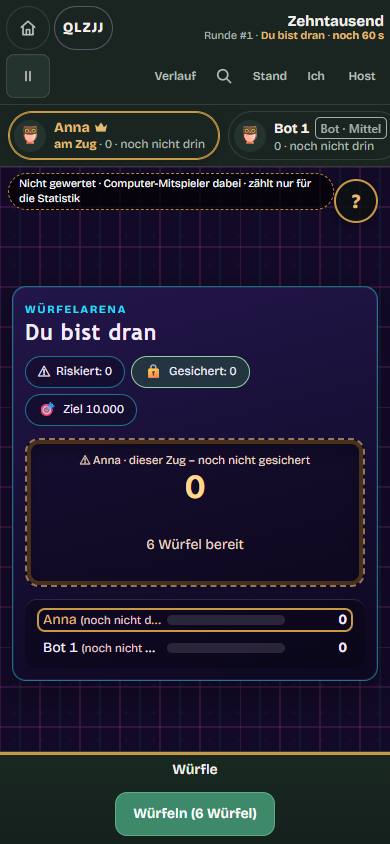 QLZJJ
Zehntausend
Runde #1 · Du bist dran · noch 60 s
Verlauf
Stand
Ich
Host
Anna
am Zug · 0 · noch nicht drin
Bot 1
Bot · Mittel
0 · noch nicht drin
Nicht gewertet · Computer-Mitspieler dabei · zählt nur für
die Statistik
?
WÜRFELARENA
Du bist dran
Riskiert: 0
Gesichert: 0
Ziel 10.000
Anna · dieser Zug – noch nicht gesichert
0
6 Würfel bereit
Anna (noch nicht d... 0
Bot 1 (noch nicht ... 0
Würfle
Würfeln (6 Würfel)